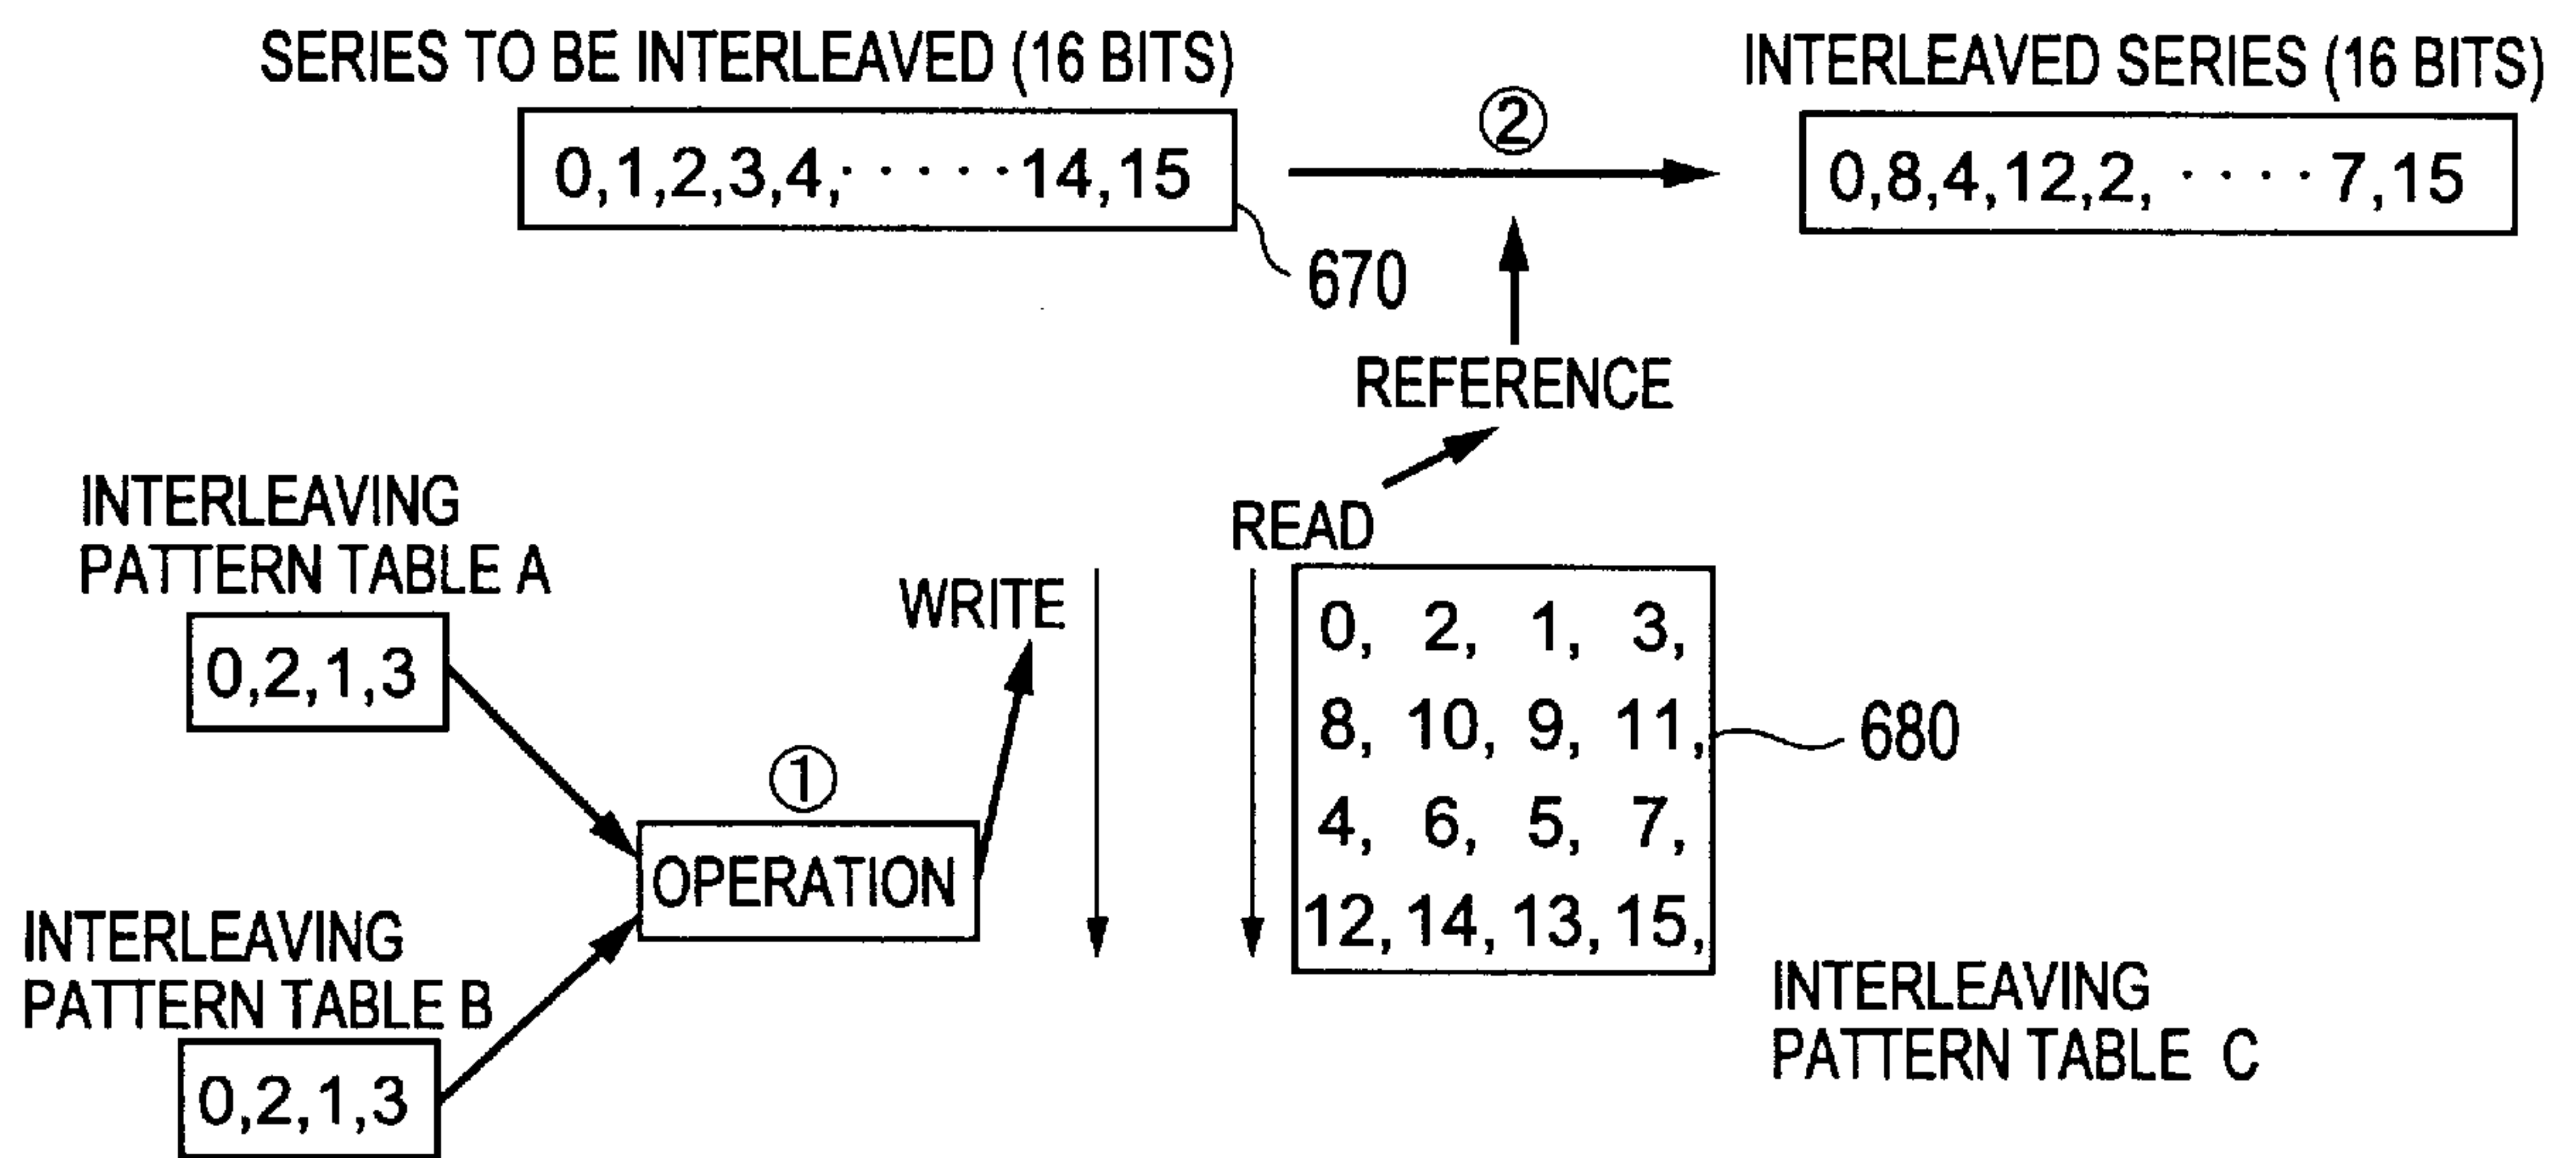 SERIES TO BE INTERLEAVED (16 BITS)
INTERLEAVED SERIES (16 BITS)
②
0,1,2,3,4,· · · · ·14,15
0,8,4,12,2, · · · · 7,15
670
REFERENCE
READ
INTERLEAVING
PATTERN TABLE A
0,2,1,3
WRITE
0, 2, 1, 3,
8, 10, 9, 11,
4, 6, 5, 7,
12, 14, 13, 15,
680
①
OPERATION
INTERLEAVING
PATTERN TABLE B
0,2,1,3
INTERLEAVING
PATTERN TABLE C